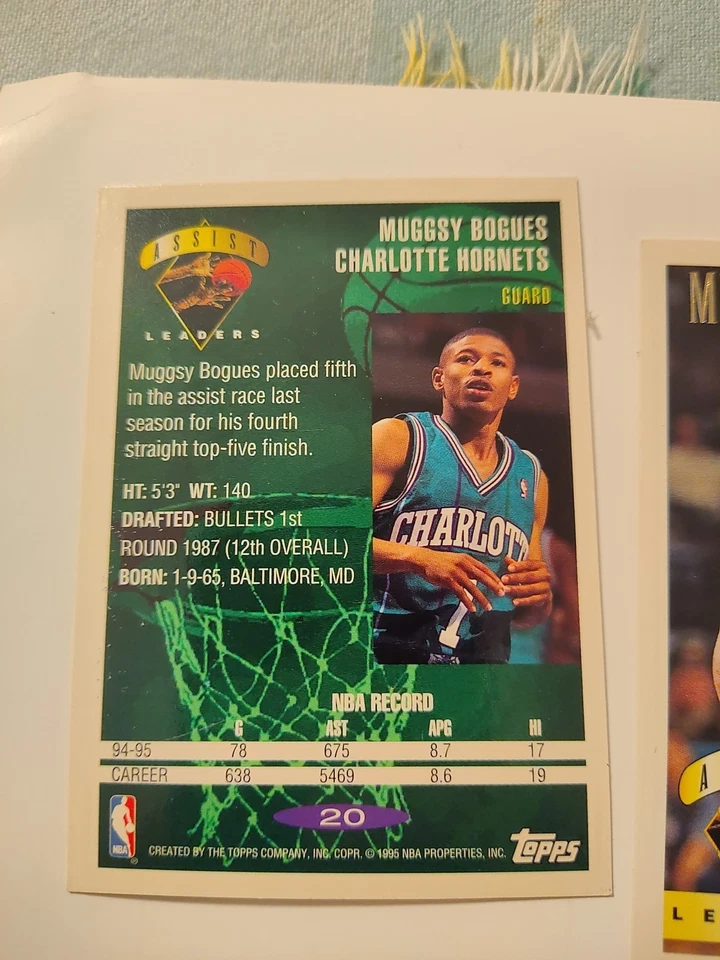 ASSIST
LEADERS
MUGGSY BOGUES
CHARLOTTE HORNETS
GUARD
Muggsy Bogues placed fifth
in the assist race last
season for his fourth
straight top-five finish.
HT: 5'3" WT: 140
DRAFTED: BULLETS 1st
ROUND 1987 (12th OVERALL)
BORN: 1-9-65, BALTIMORE, MD
CHARLOTT
1
NBA RECORD
G AST APG HI
94-95 78 675 8.7 17
CAREER 638 5469 8.6 19
20
NBA
CREATED BY THE TOPPS COMPANY, INC. COPR. © 1995 NBA PROPERTIES, INC.
TOPPS
M
A
LE